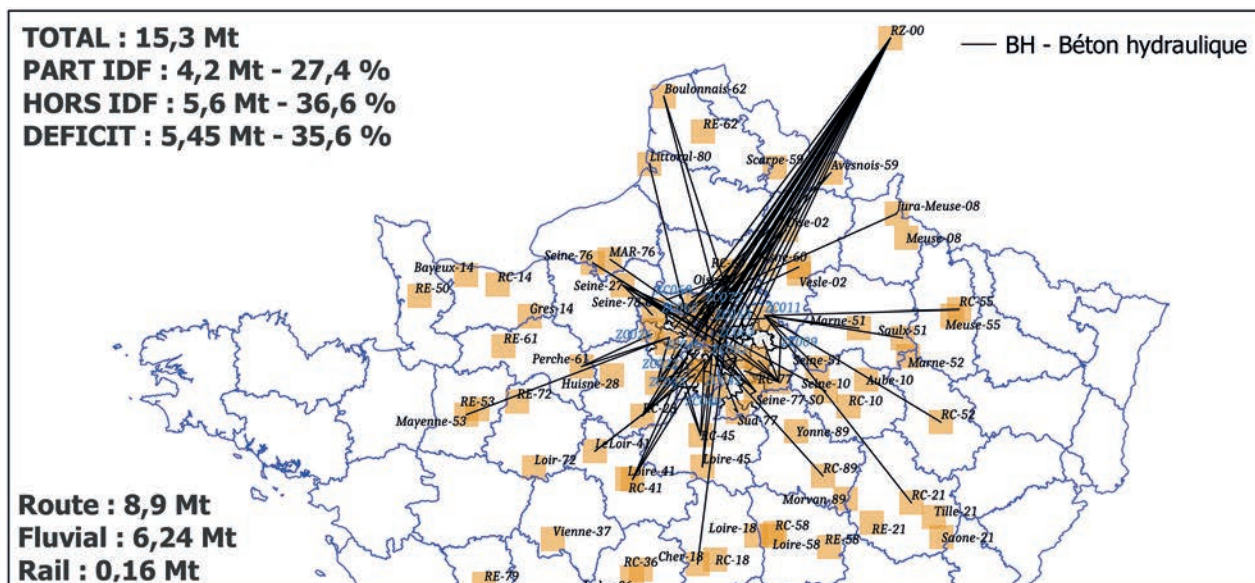 TOTAL : 15,3 Mt
PART IDF : 4,2 Mt - 27,4 %
HORS IDF : 5,6 Mt - 36,6 %
DEFICIT : 5,45 Mt - 35,6 %
RZ-00
BH - Béton hydraulique
Boulonnais-62
RE-62
Littoral-80
Scarpe-59
Avesnois-59
Jura-Meuse-08
Meuse-08
Seine-76
MAR-76
Bayeux-14
RC-14
RE-50
Seine-27
Vesle-02
Gres-14
ZC011
RC-55
Meuse-55
Marne-51
Saulx-51
RE-61
Marne-52
Perche-61
Huisne-28
Seine-51
Seine-10
Aube-10
RE-53
RE-72
Mayenne-53
Seine-77-SO
RC-10
RC-52
Sud-77
RC-45
Yonne-89
LeLoir-41
Loir-72
Loire-41
Loire-45
RC-41
RC-89
Morvan-89
RC-21
Tille-21
Route : 8,9 Mt
Fluvial : 6,24 Mt
Rail : 0,16 Mt
Vienne-37
Loire-18
RC-58
Loire-58
RE-58
RE-21
Saone-21
RC-36
Cher-18
RC-18
RE-79